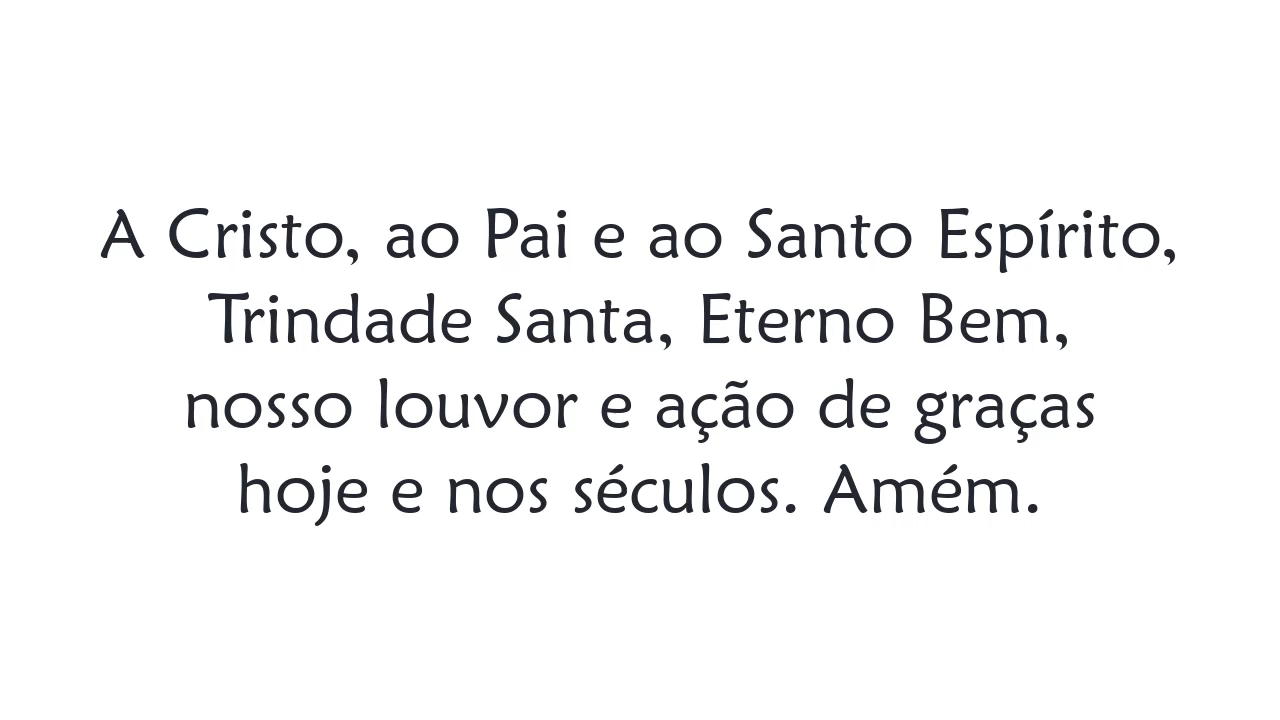 A Cristo, ao Pai e ao Santo Espírito,
Trindade Santa, Eterno Bem,
nosso louvor e ação de graças
hoje e nos séculos. Amém.